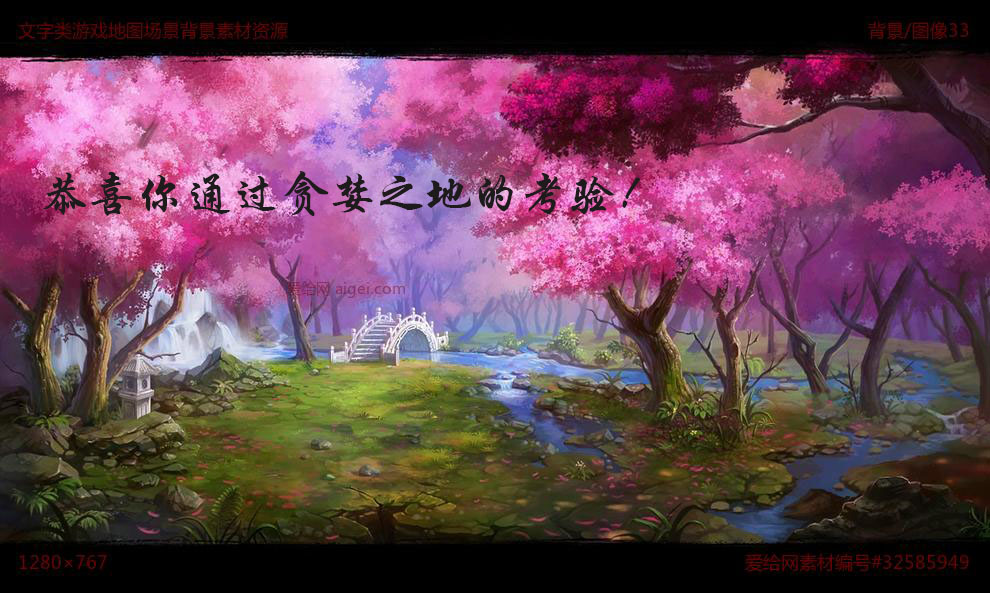 文字类游戏地图场景背景素材资源
背景/图像33
恭喜你通过贪婪之地的考验！
爱给网 aigei.com
1280×767
爱给网素材编号#32585949